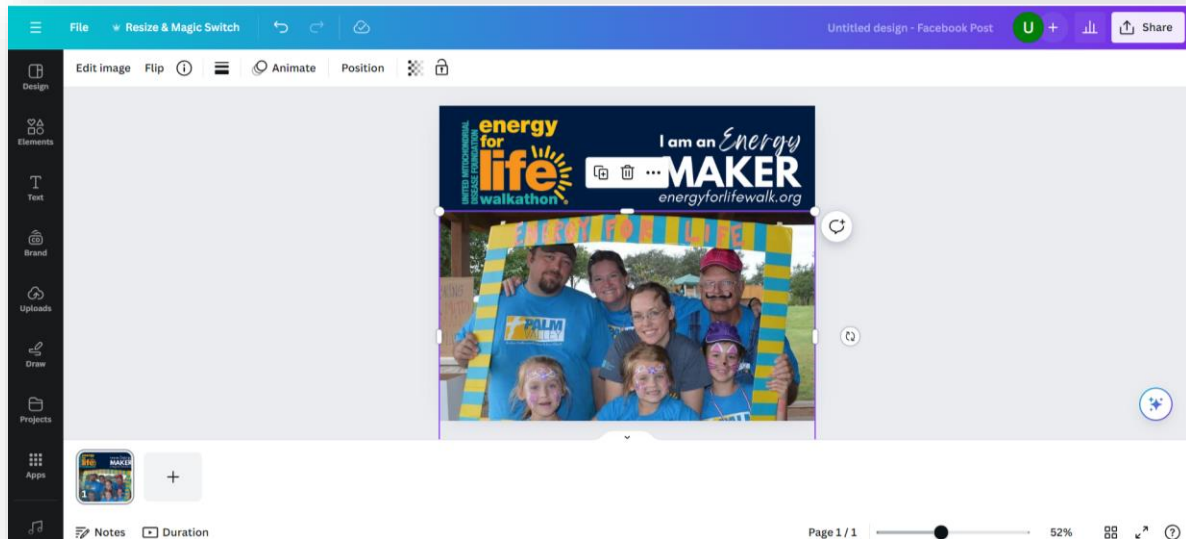 File
Resize & Magic Switch
Untitled design - Facebook Post
U
+
Share
Edit image
Flip
Animate
Position
Design
Elements
Text
Brand
Uploads
Draw
Projects
Apps
UNITED MITOCHONDRIAL
DISEASE FOUNDATION
energy
for
life
walkathon
I am an Energy
MAKER
energyforlifewalk.org
ENERGY FOR LIFE
PALM
VALLEY
1
+
Notes
Duration
Page 1 / 1
52%